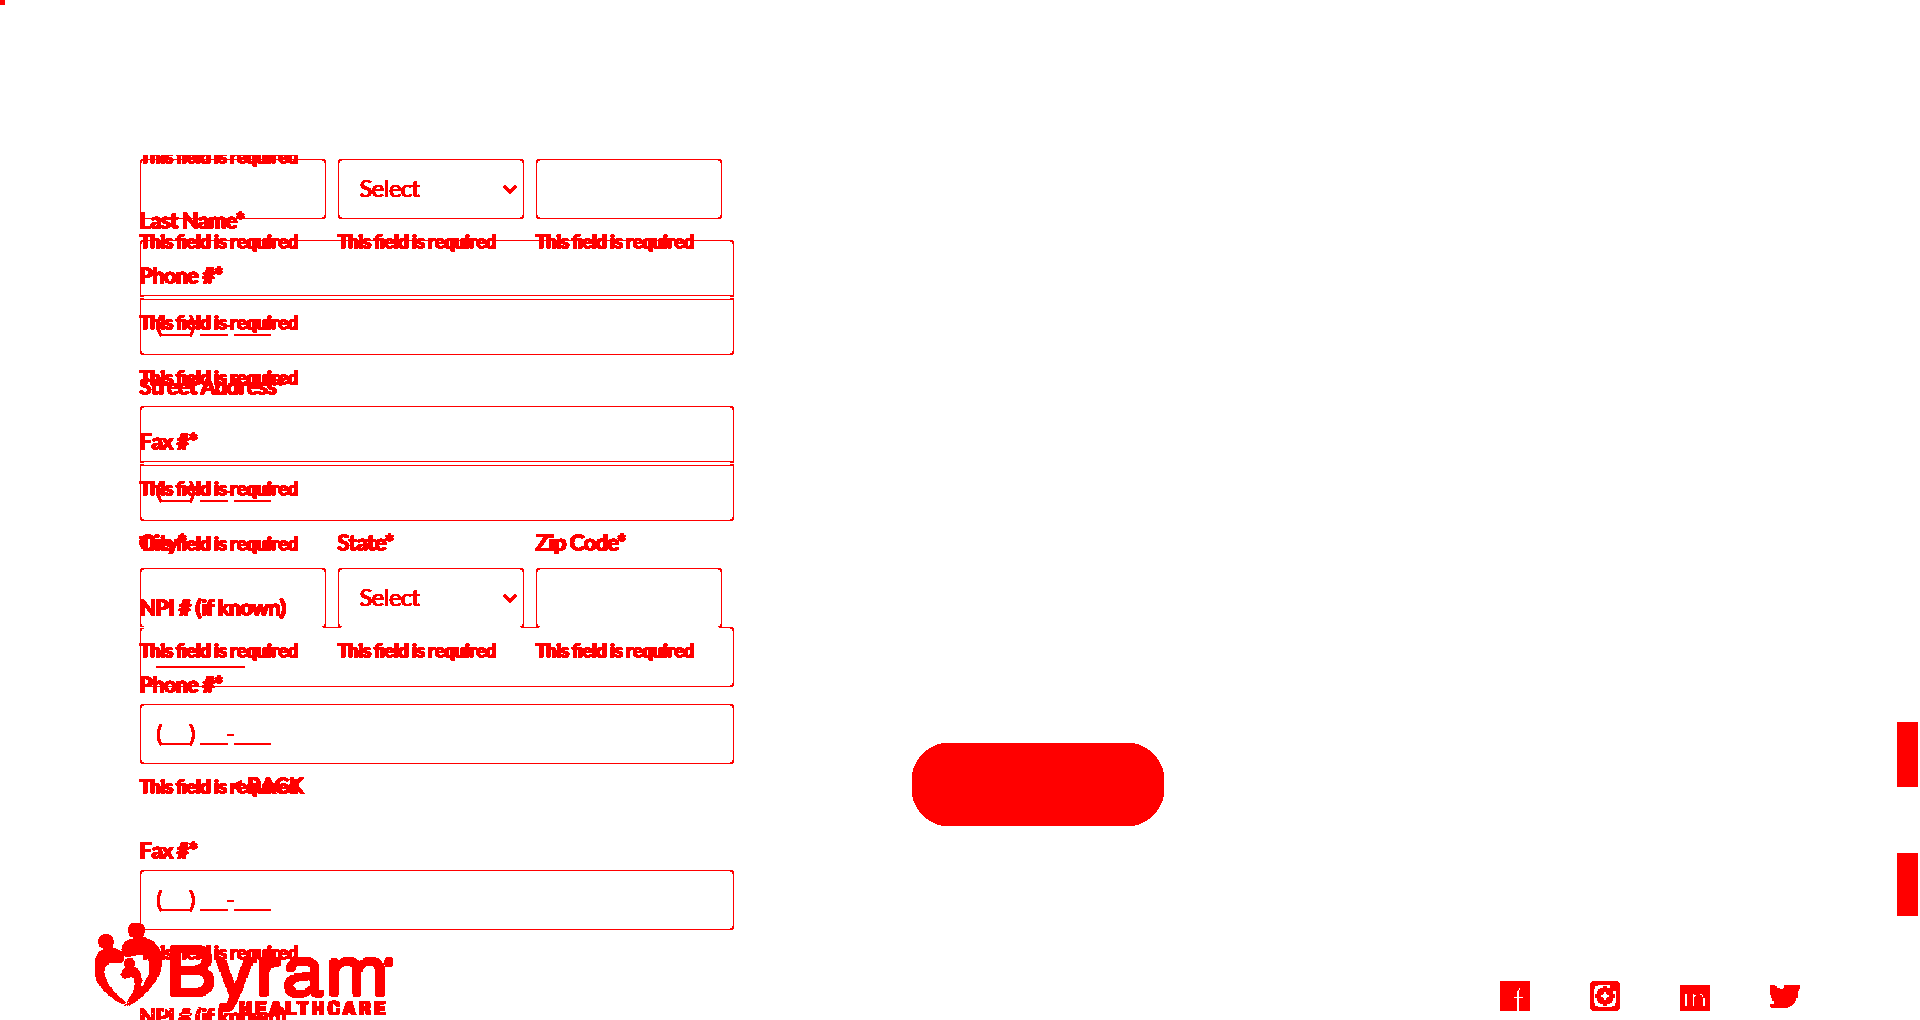 This field is required
Select
Last Name*
This field is required This field is required This field is required
Phone #*
This field is required
(__) __-___
This field is required
Street Address
Fax #*
This field is required
(__) __-___
City* State* Zip Code*
This field is required
Select
NPI # (if known)
This field is required This field is required This field is required
Phone #*
(__) __-___
This field is required
< BACK
Fax #*
(__) __-___
This field is required
Byram
HEALTHCARE
NPI # (if known)